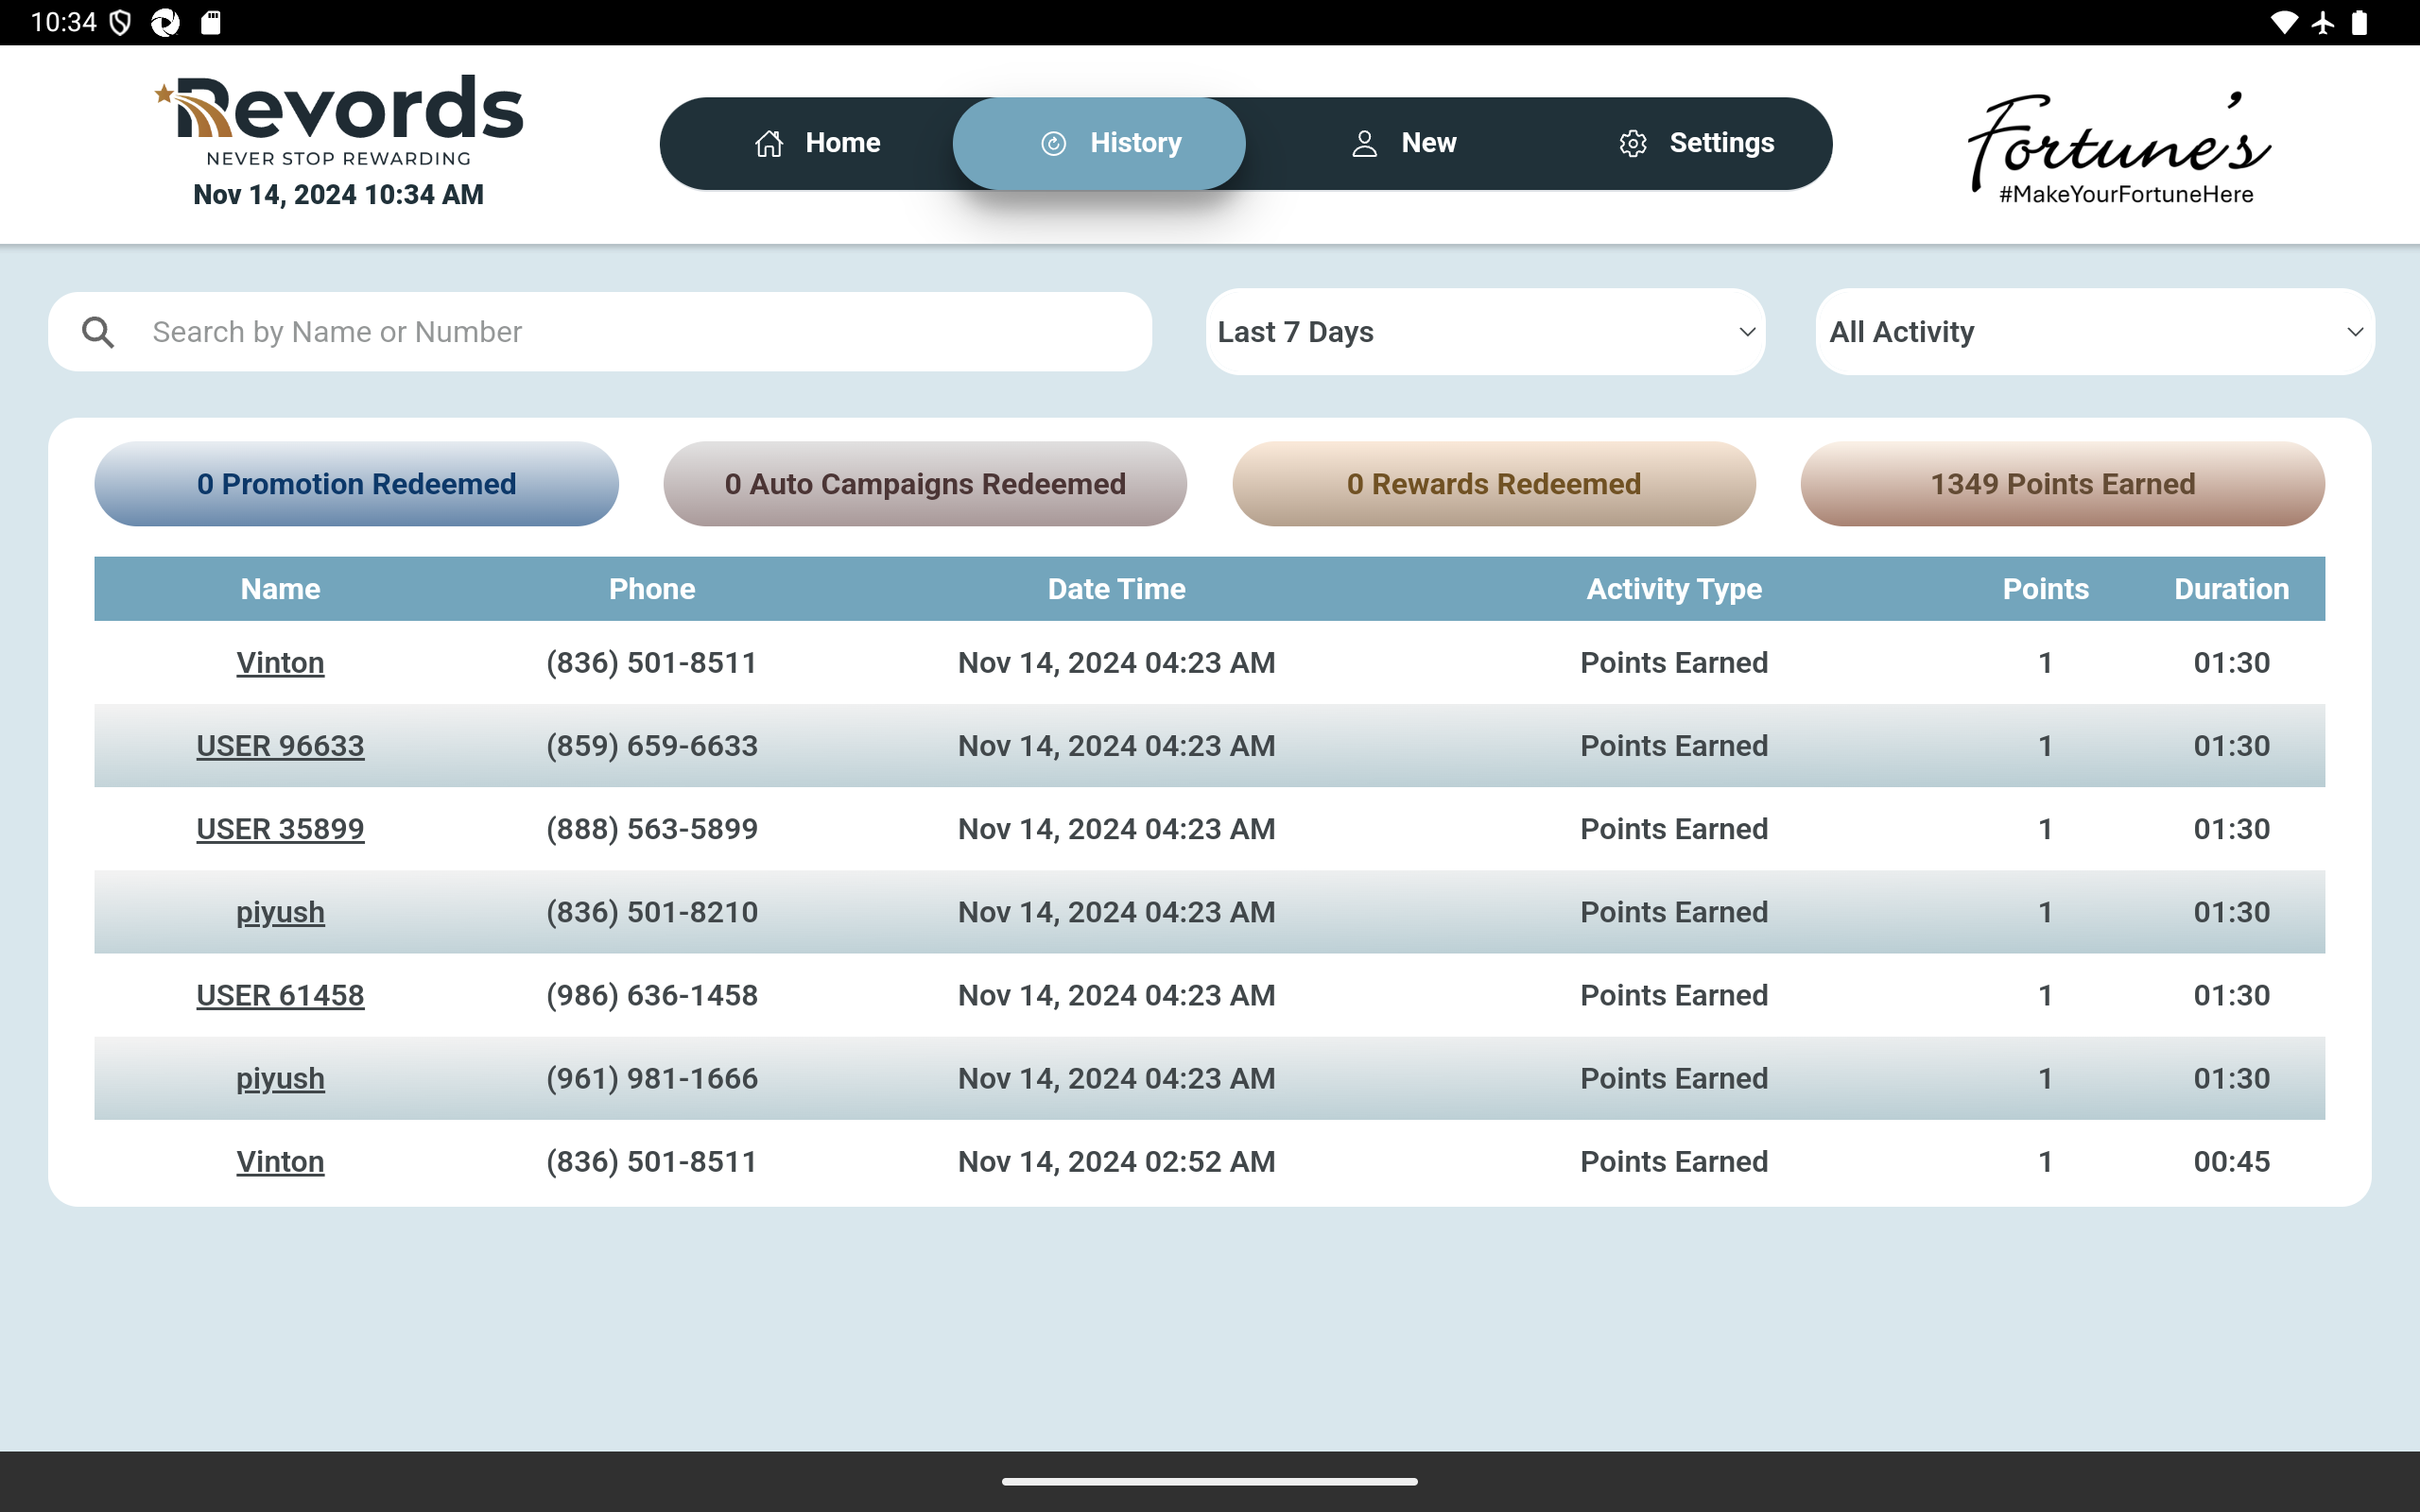 10:34
Revords
NEVER STOP REWARDING
Nov 14, 2024 10:34 AM
Home History New Settings
Fortune's
#MakeYourFortuneHere
Search by Name or Number Last 7 Days All Activity
0 Promotion Redeemed 0 Auto Campaigns Redeemed 0 Rewards Redeemed 1349 Points Earned
Name Phone Date Time Activity Type Points Duration
Vinton (836) 501-8511 Nov 14, 2024 04:23 AM Points Earned 1 01:30
USER 96633 (859) 659-6633 Nov 14, 2024 04:23 AM Points Earned 1 01:30
USER 35899 (888) 563-5899 Nov 14, 2024 04:23 AM Points Earned 1 01:30
piyush (836) 501-8210 Nov 14, 2024 04:23 AM Points Earned 1 01:30
USER 61458 (986) 636-1458 Nov 14, 2024 04:23 AM Points Earned 1 01:30
piyush (961) 981-1666 Nov 14, 2024 04:23 AM Points Earned 1 01:30
Vinton (836) 501-8511 Nov 14, 2024 02:52 AM Points Earned 1 00:45